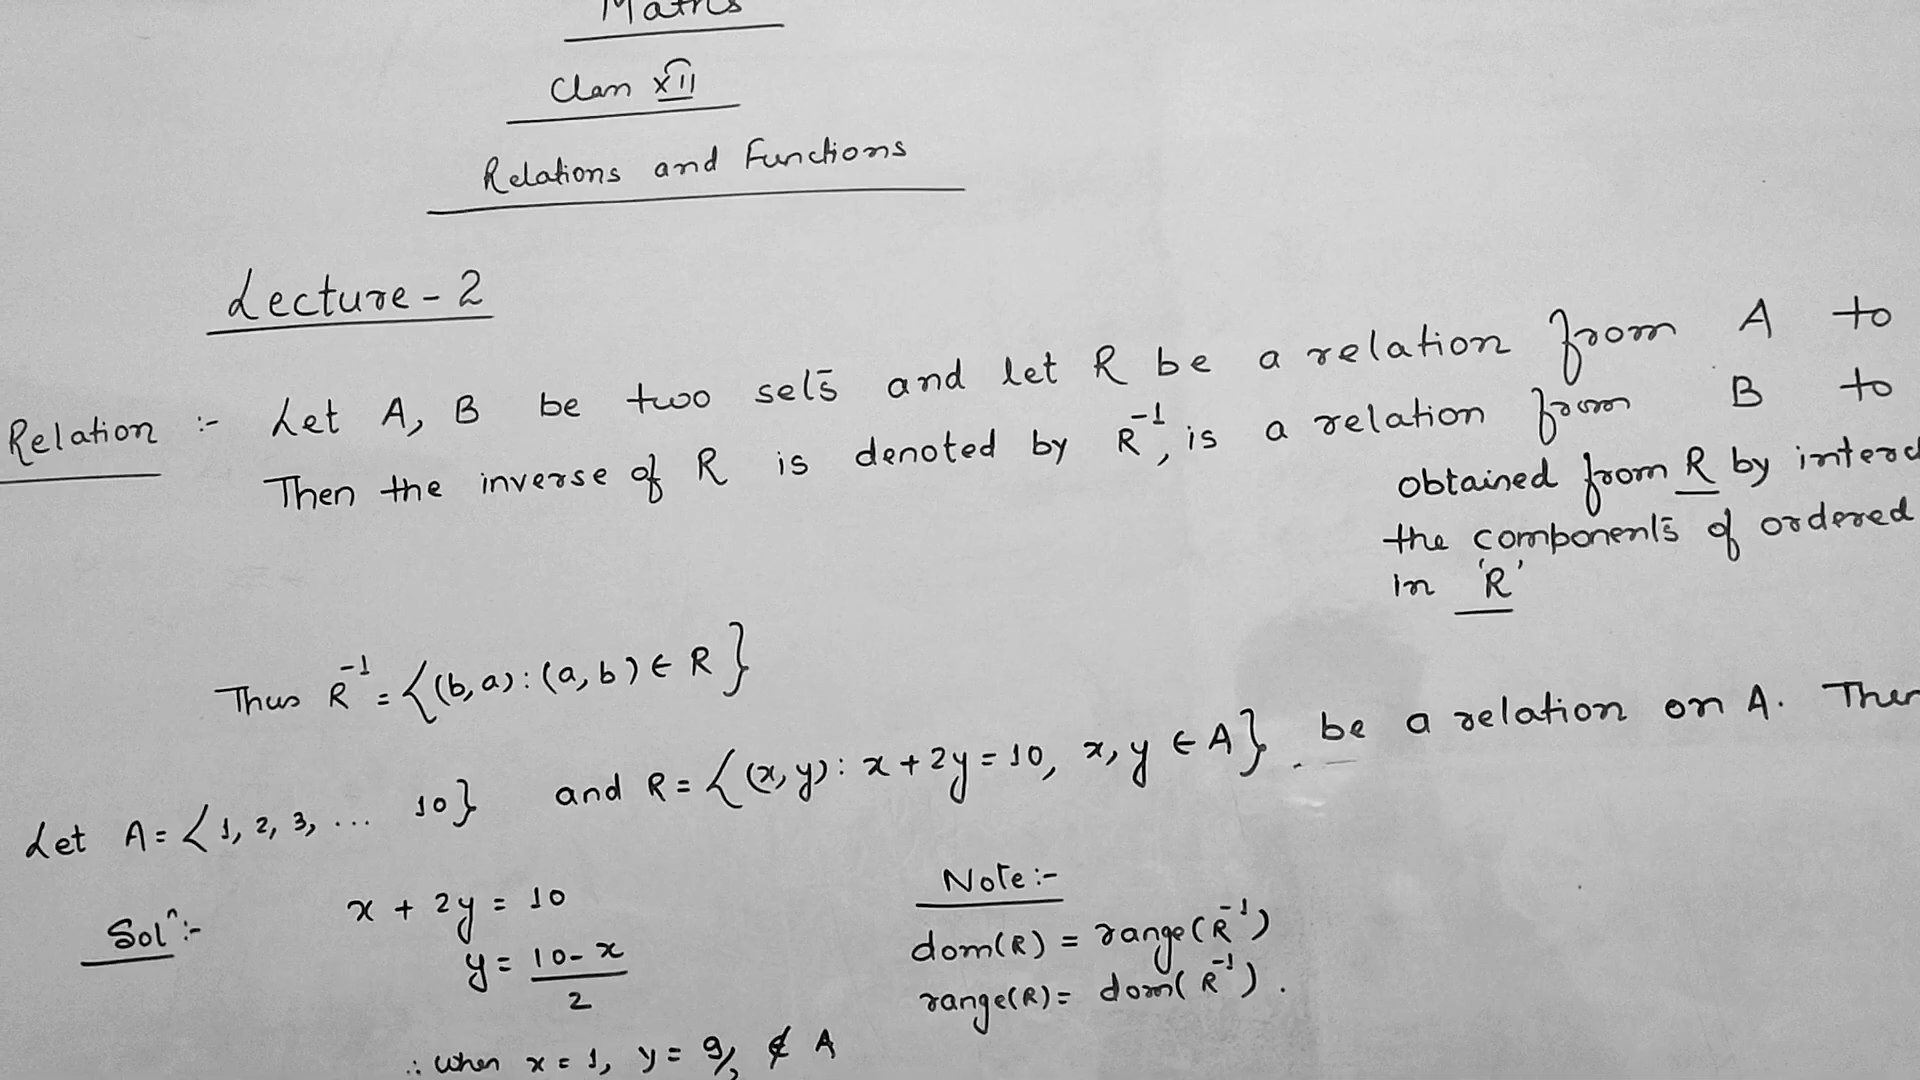 Maths
Class XII
Relations and Functions
Lecture - 2
Relation :- Let A, B be two sets and let R be a relation from A to
Then the inverse of R is denoted by R⁻¹, is a relation from B to
obtained from R by interc
the components of ordered
in 'R'
Thus R⁻¹ = {(b,a):(a,b) ∈ R}
Let A = {1, 2, 3, ... 10} and R = {(x,y): x + 2y = 10, x, y ∈ A} be a relation on A. Then
Solⁿ:-
x + 2y = 10
y = (10 - x)/2
∴ When x = 1, y = 9/2 ∉ A
Note:-
dom(R) = range(R⁻¹)
range(R) = dom(R⁻¹).